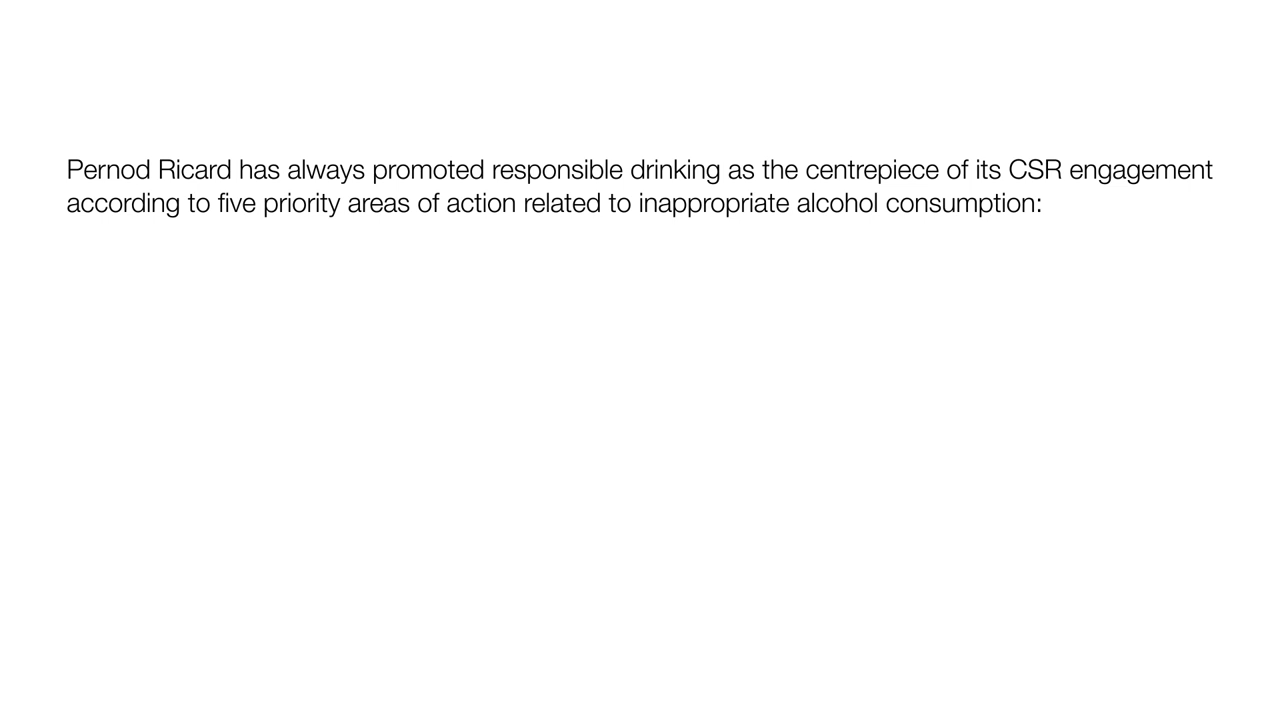 Pernod Ricard has always promoted responsible drinking as the centrepiece of its CSR engagement
according to five priority areas of action related to inappropriate alcohol consumption: